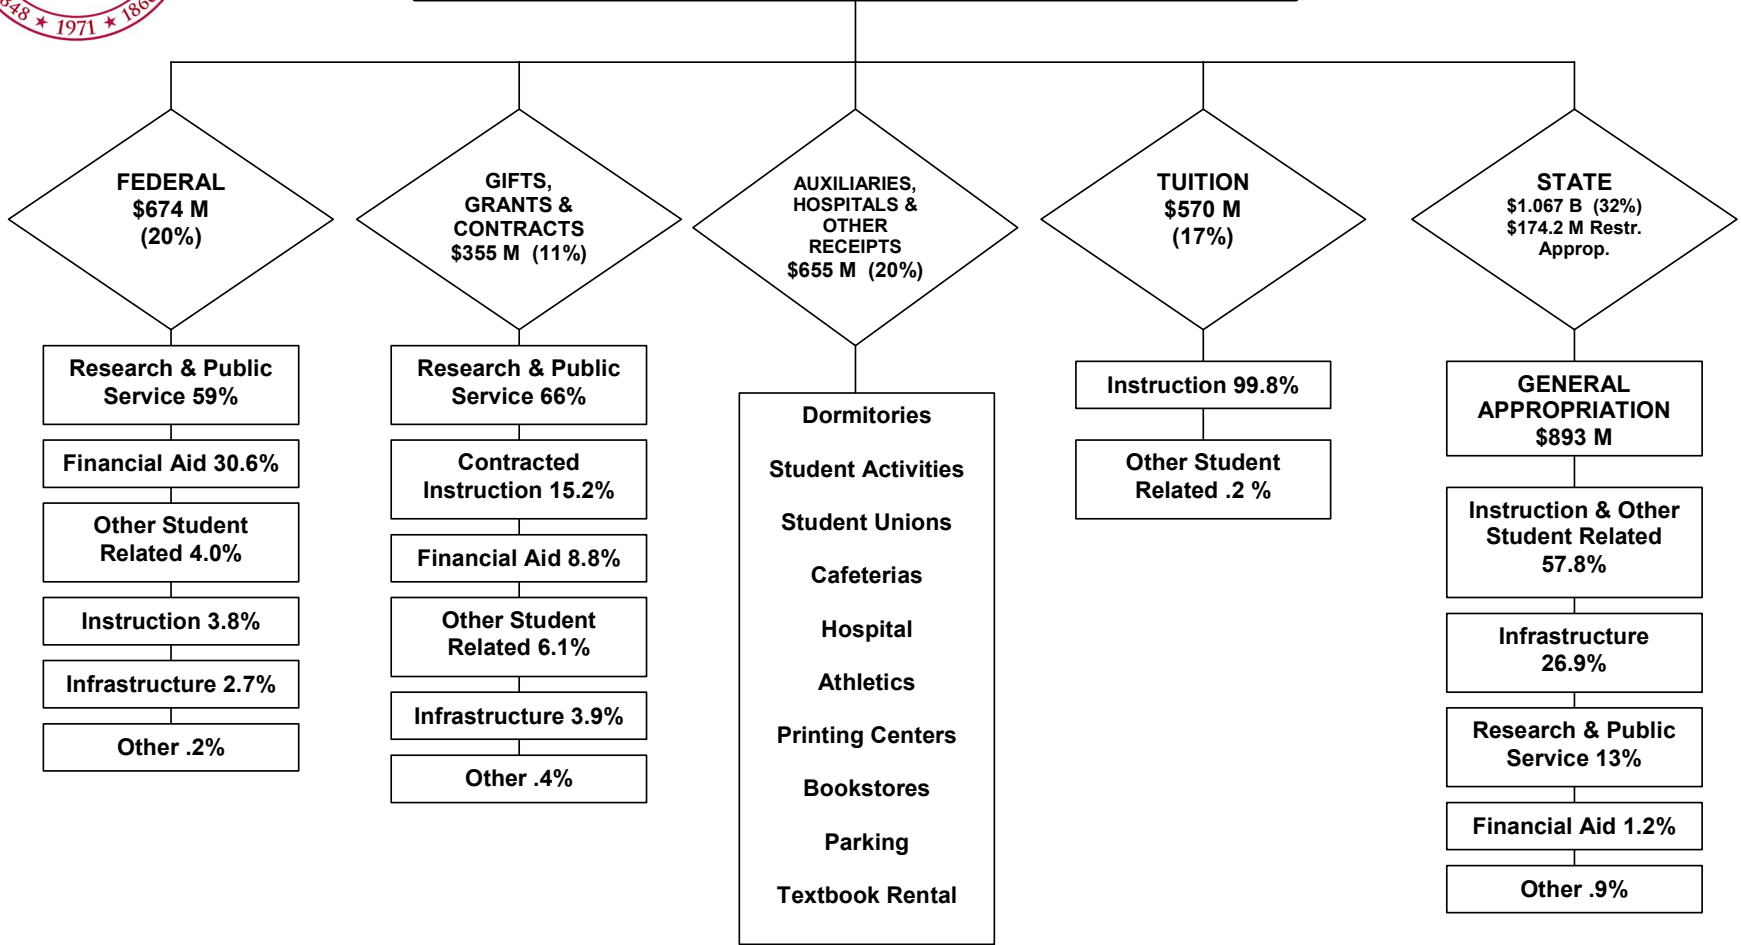 848 ★ 1971 ★ 186
FEDERAL
$674 M
(20%)
Research & Public
Service 59%
Financial Aid 30.6%
Other Student
Related 4.0%
Instruction 3.8%
Infrastructure 2.7%
Other .2%
GIFTS,
GRANTS &
CONTRACTS
$355 M (11%)
Research & Public
Service 66%
Contracted
Instruction 15.2%
Financial Aid 8.8%
Other Student
Related 6.1%
Infrastructure 3.9%
Other .4%
AUXILIARIES,
HOSPITALS &
OTHER
RECEIPTS
$655 M (20%)
Dormitories
Student Activities
Student Unions
Cafeterias
Hospital
Athletics
Printing Centers
Bookstores
Parking
Textbook Rental
TUITION
$570 M
(17%)
Instruction 99.8%
Other Student
Related .2 %
STATE
$1.067 B (32%)
$174.2 M Restr.
Approp.
GENERAL
APPROPRIATION
$893 M
Instruction & Other
Student Related
57.8%
Infrastructure
26.9%
Research & Public
Service 13%
Financial Aid 1.2%
Other .9%